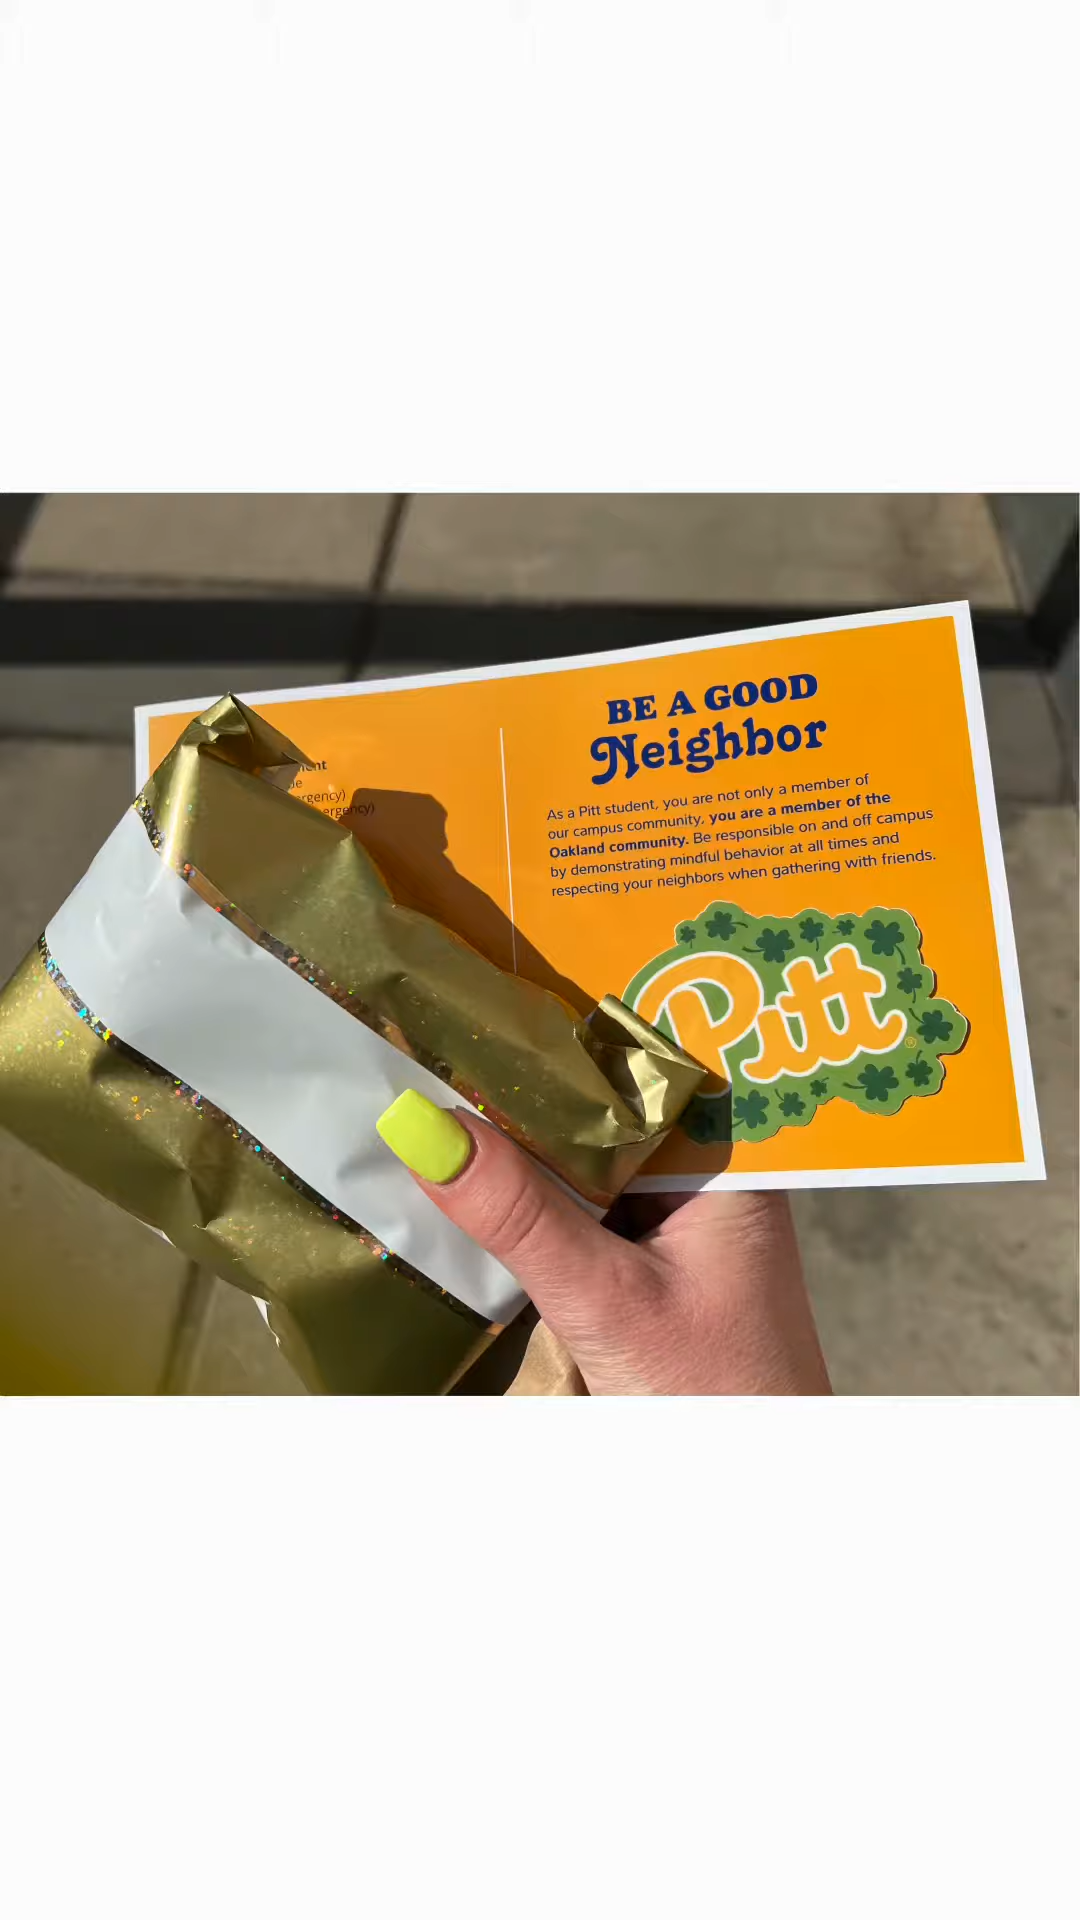 BE A GOOD
Neighbor
As a Pitt student, you are not only a member of
our campus community, you are a member of the
Oakland community. Be responsible on and off campus
by demonstrating mindful behavior at all times and
respecting your neighbors when gathering with friends.
Pitt
®